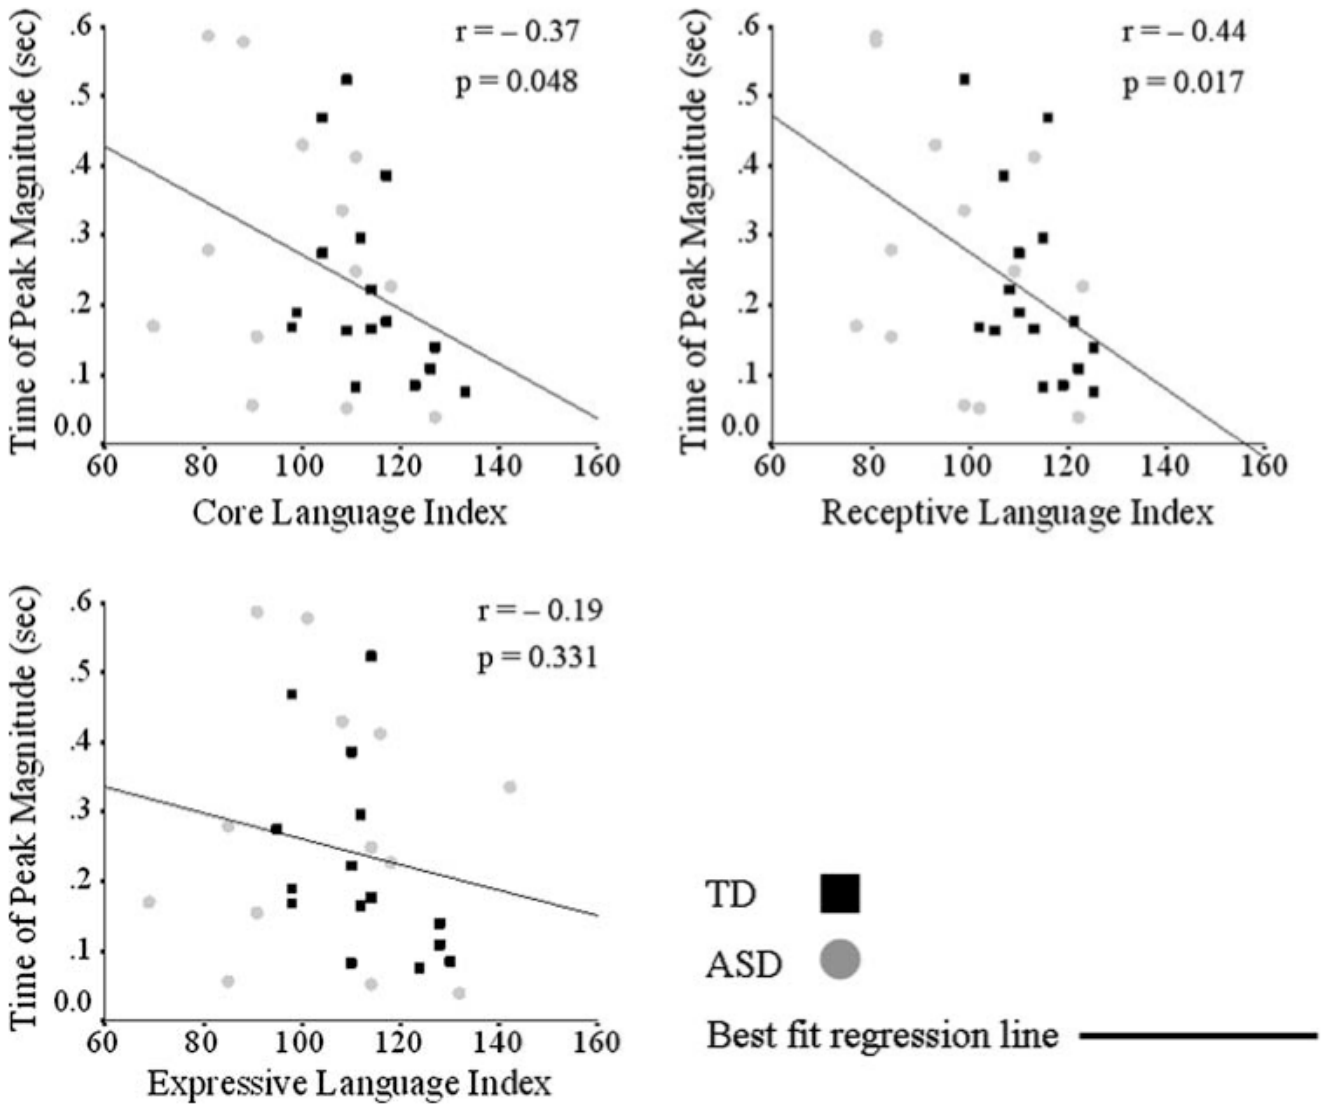 Time of Peak Magnitude (sec)
.6
.5
.4
.3
.2
.1
0.0
r = – 0.37
p = 0.048
60 80 100 120 140 160
Core Language Index
Time of Peak Magnitude (sec)
.6
.5
.4
.3
.2
.1
0.0
r = – 0.44
p = 0.017
60 80 100 120 140 160
Receptive Language Index
Time of Peak Magnitude (sec)
.6
.5
.4
.3
.2
.1
0.0
r = – 0.19
p = 0.331
60 80 100 120 140 160
Expressive Language Index
TD
ASD
Best fit regression line